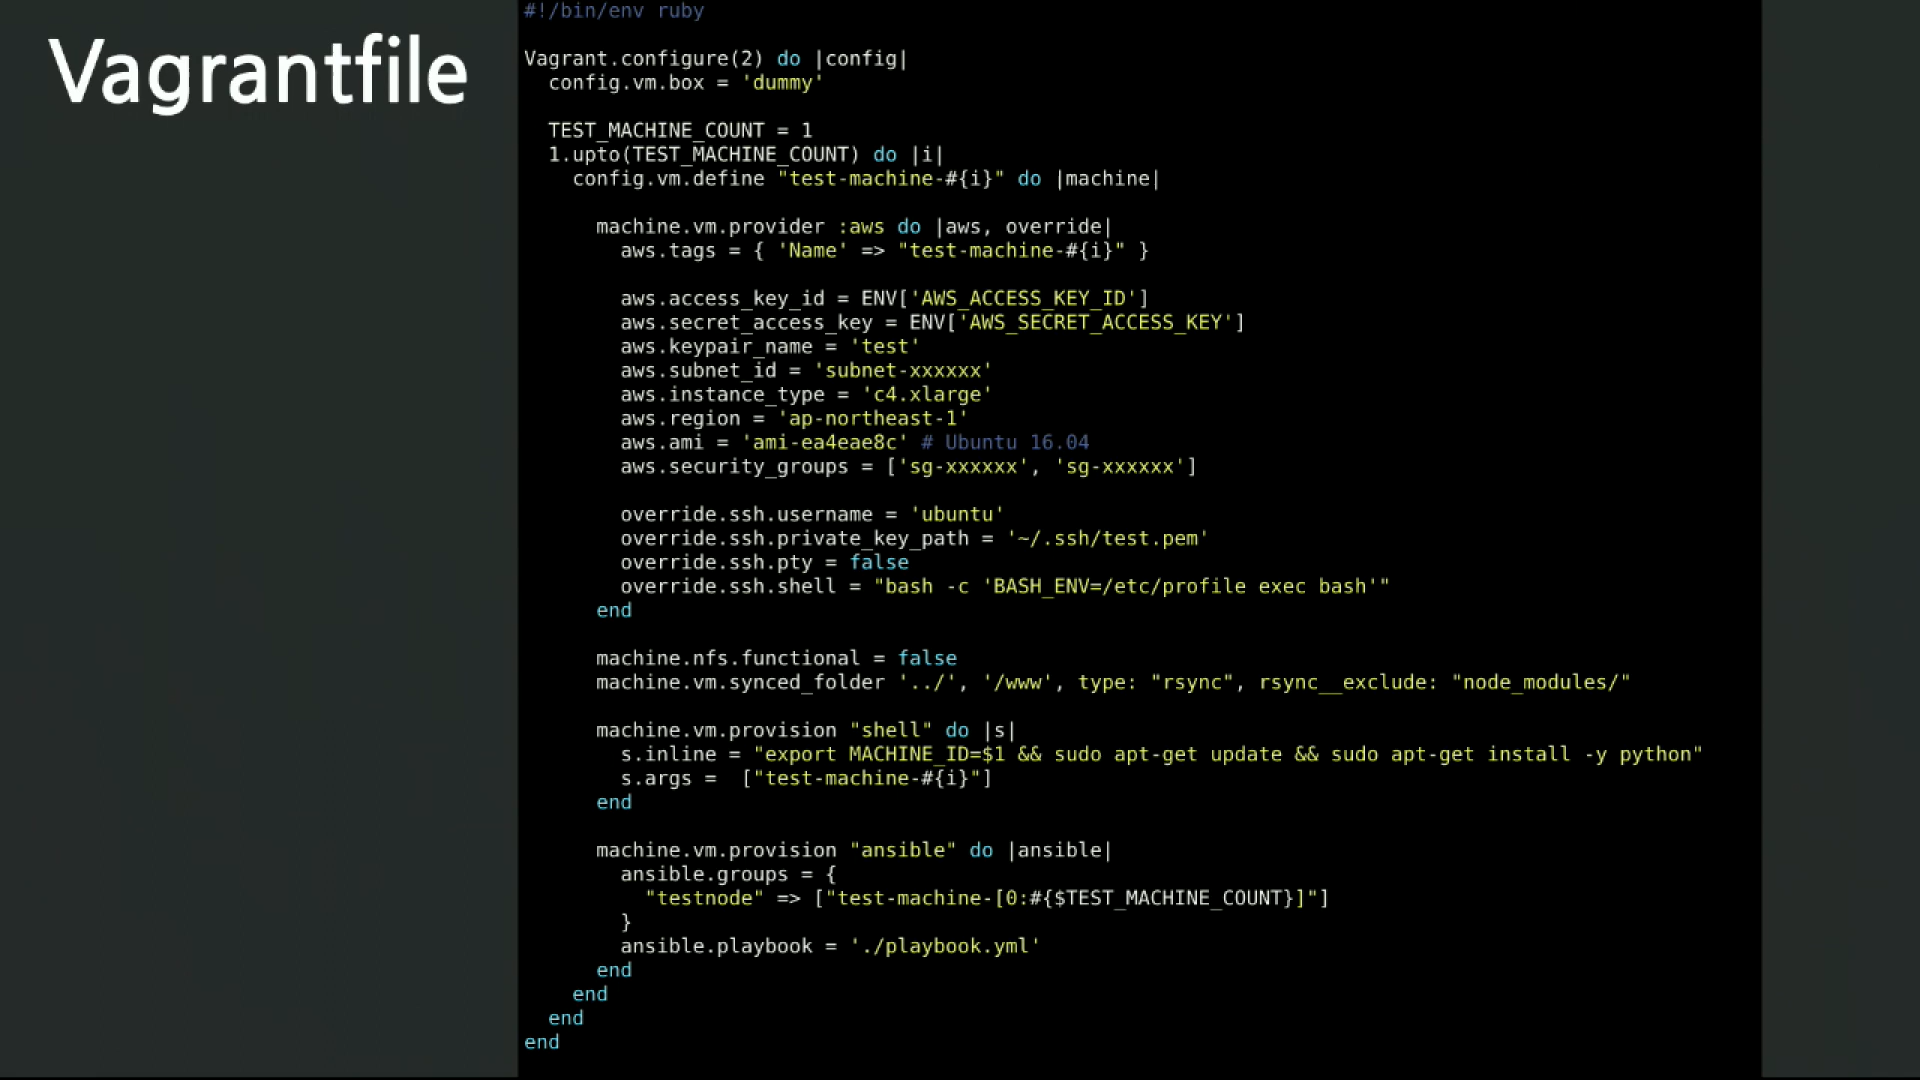 Vagrantfile
#!/bin/env ruby
Vagrant.configure(2) do |config|
  config.vm.box = 'dummy'
  TEST_MACHINE_COUNT = 1
  1.upto(TEST_MACHINE_COUNT) do |i|
    config.vm.define "test-machine-#{i}" do |machine|
      machine.vm.provider :aws do |aws, override|
        aws.tags = { 'Name' => "test-machine-#{i}" }
        aws.access_key_id = ENV['AWS_ACCESS_KEY_ID']
        aws.secret_access_key = ENV['AWS_SECRET_ACCESS_KEY']
        aws.keypair_name = 'test'
        aws.subnet_id = 'subnet-xxxxxx'
        aws.instance_type = 'c4.xlarge'
        aws.region = 'ap-northeast-1'
        aws.ami = 'ami-ea4eae8c' # Ubuntu 16.04
        aws.security_groups = ['sg-xxxxxx', 'sg-xxxxxx']
        override.ssh.username = 'ubuntu'
        override.ssh.private_key_path = '~/.ssh/test.pem'
        override.ssh.pty = false
        override.ssh.shell = "bash -c 'BASH_ENV=/etc/profile exec bash'"
      end
      machine.nfs.functional = false
      machine.vm.synced_folder '../', '/www', type: "rsync", rsync__exclude: "node_modules/"
      machine.vm.provision "shell" do |s|
        s.inline = "export MACHINE_ID=$1 && sudo apt-get update && sudo apt-get install -y python"
        s.args =  ["test-machine-#{i}"]
      end
      machine.vm.provision "ansible" do |ansible|
        ansible.groups = {
          "testnode" => ["test-machine-[0:#{$TEST_MACHINE_COUNT}]"]
        }
        ansible.playbook = './playbook.yml'
      end
    end
  end
end